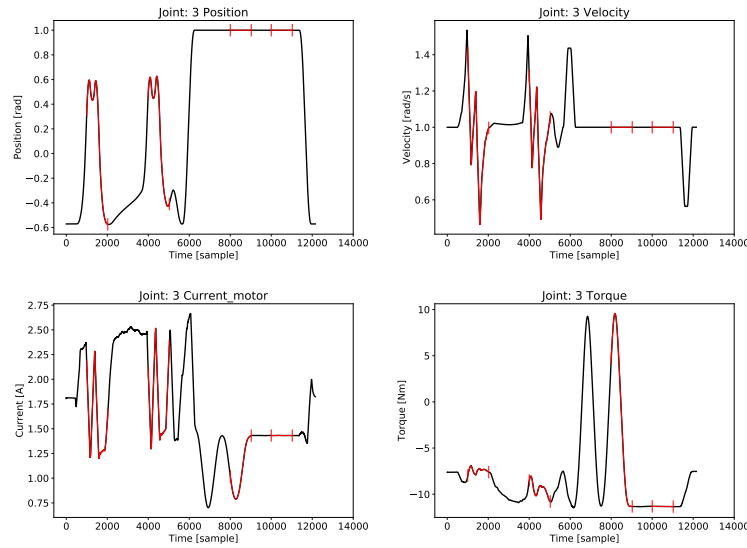 Joint: 3 Position
Position [rad]
1.0
0.8
0.6
0.4
0.2
0.0
−0.2
−0.4
−0.6
0 2000 4000 6000 8000 10000 12000 14000
Time [sample]
Joint: 3 Velocity
Velocity [rad/s]
1.4
1.2
1.0
0.8
0.6
0 2000 4000 6000 8000 10000 12000 14000
Time [sample]
Joint: 3 Current_motor
Current [A]
2.75
2.50
2.25
2.00
1.75
1.50
1.25
1.00
0.75
0 2000 4000 6000 8000 10000 12000 14000
Time [sample]
Joint: 3 Torque
Torque [Nm]
10
5
0
−5
−10
0 2000 4000 6000 8000 10000 12000 14000
Time [sample]